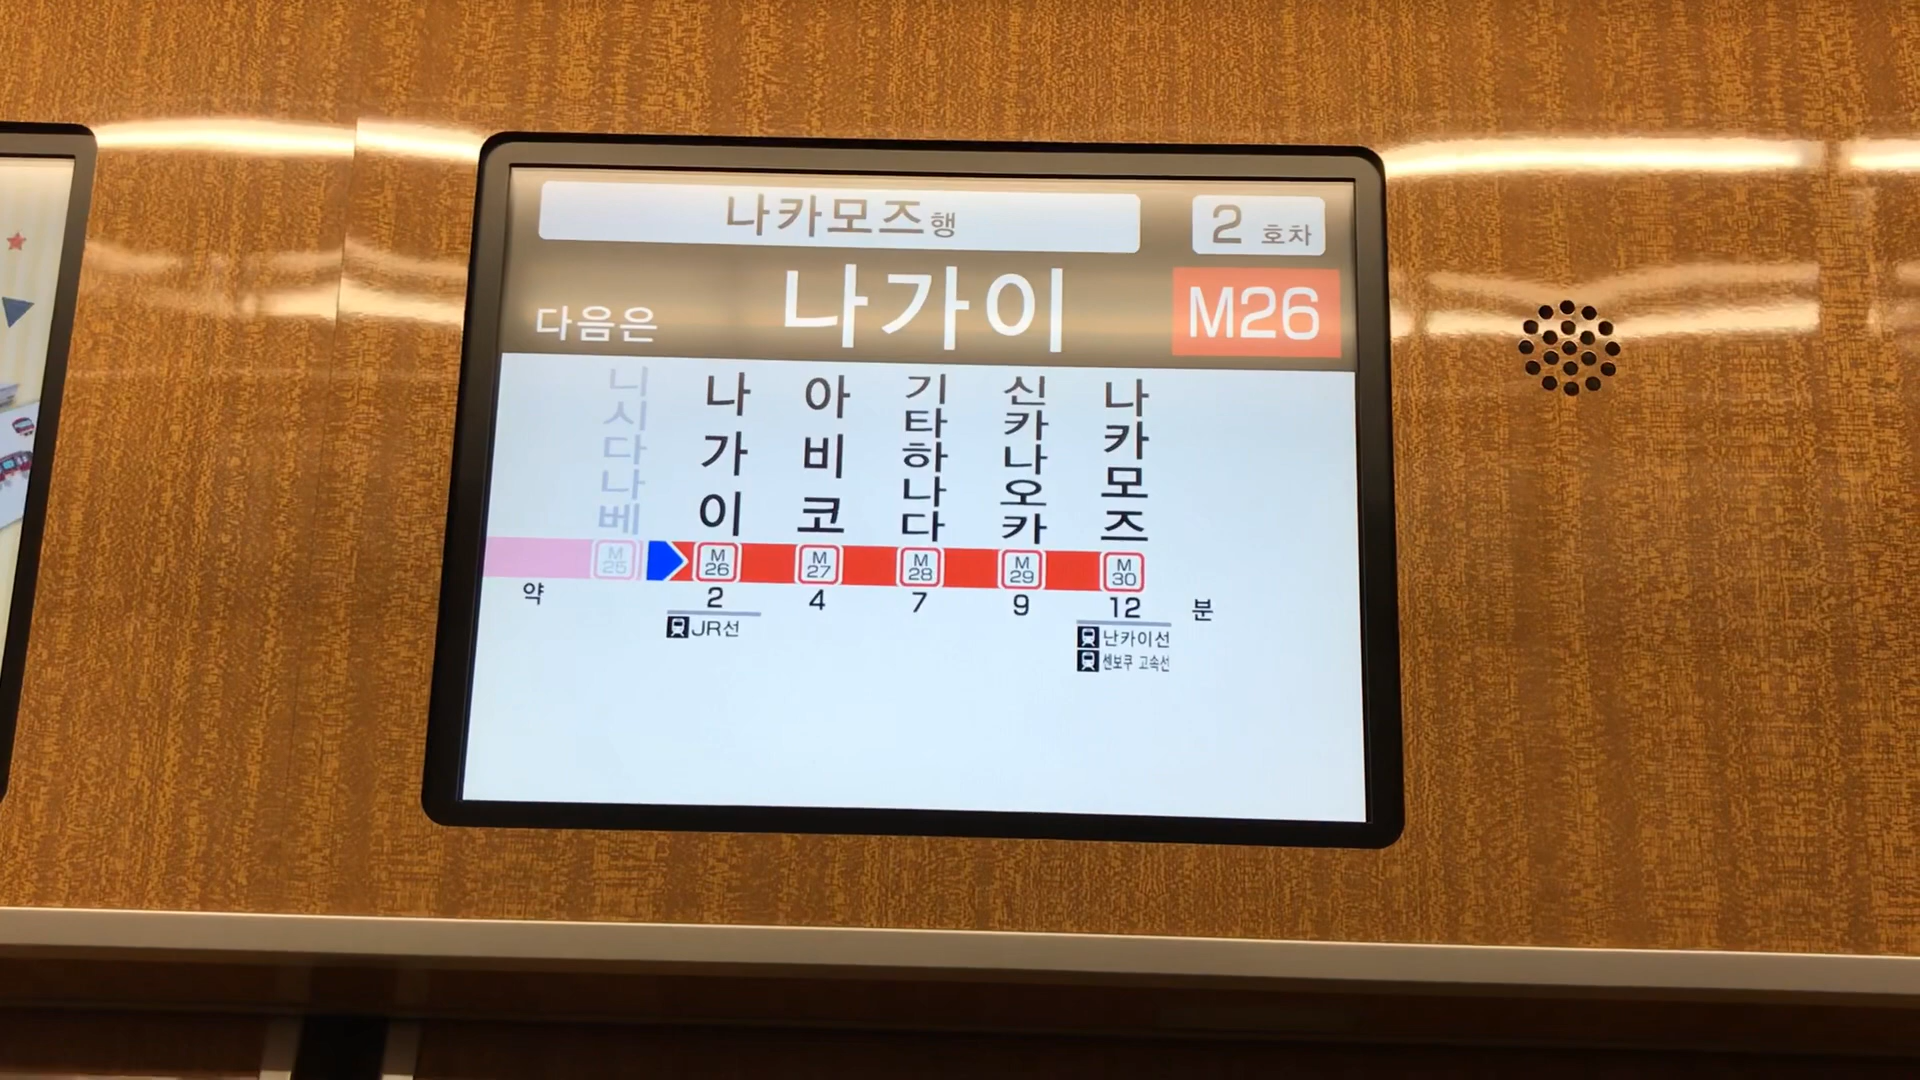 나카모즈행
2 호차
다음은 나가이 M26
니시다나베
나가이
아비코
기타하나다
신카나오카
나카모즈
M25 M26 M27 M28 M29 M30
약 2 4 7 9 12 분
JR선
난카이선
센보쿠 고속선